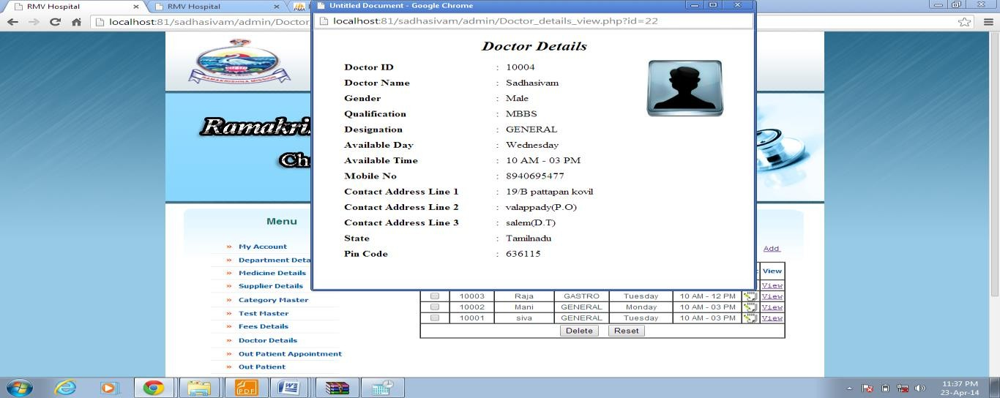 RMV Hospital
RMV Hospital
PMA
Untitled Document - Google Chrome
localhost:81/sadhasivam/admin/Doctor
localhost:81/sadhasivam/admin/Doctor_details_view.php?id=22
RAMAKRISHNA MISSION
Ramakri
Ch
Doctor Details
Doctor ID : 10004
Doctor Name : Sadhasivam
Gender : Male
Qualification : MBBS
Designation : GENERAL
Available Day : Wednesday
Available Time : 10 AM - 03 PM
Mobile No : 8940695477
Contact Address Line 1 : 19/B pattapan kovil
Contact Address Line 2 : valappady(P.O)
Contact Address Line 3 : salem(D.T)
State : Tamilnadu
Pin Code : 636115
Menu
» My Account
» Department Deta
» Medicine Details
» Supplier Details
» Category Master
» Test Master
» Fees Details
» Doctor Details
» Out Patient Appointment
» Out Patient
Add
View
View
10003 Raja GASTRO Tuesday 10 AM - 12 PM View
10002 Mani GENERAL Monday 10 AM - 03 PM View
10001 siva GENERAL Tuesday 10 AM - 03 PM View
Delete Reset
PDF
11:37 PM
23-Apr-14